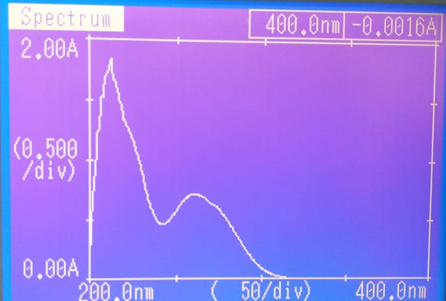 Spectrum 400.0nm -0.0016A
2.00A
(0.500
/div)
0.00A
200.0nm ( 50/div) 400.0nm